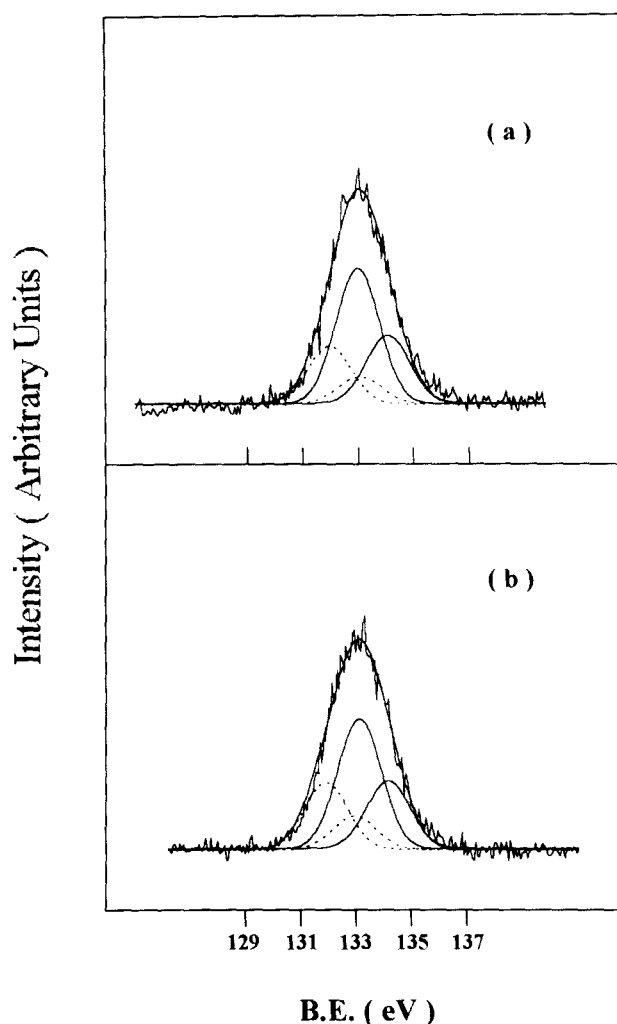 ( a )
Intensity ( Arbitrary Units )
( b )
129 131 133 135 137
B.E. ( eV )